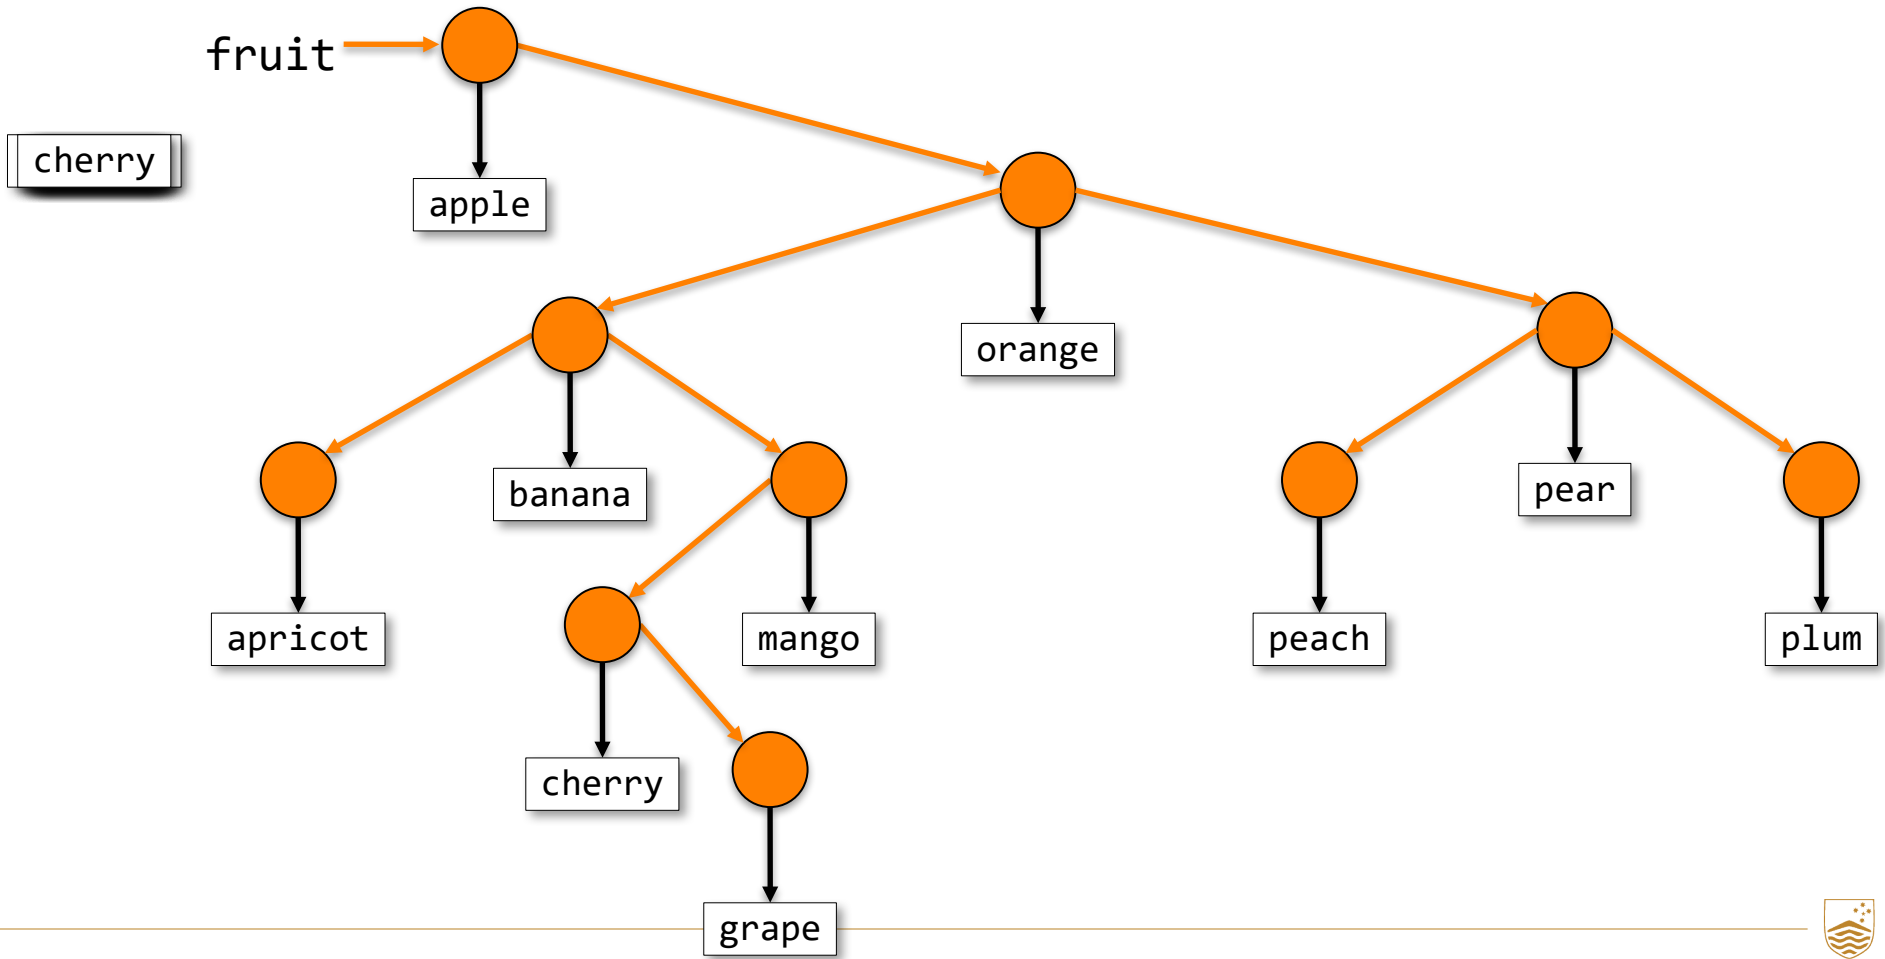 fruit
cherry
apple
orange
banana
pear
apricot
mango
peach
plum
cherry
grape